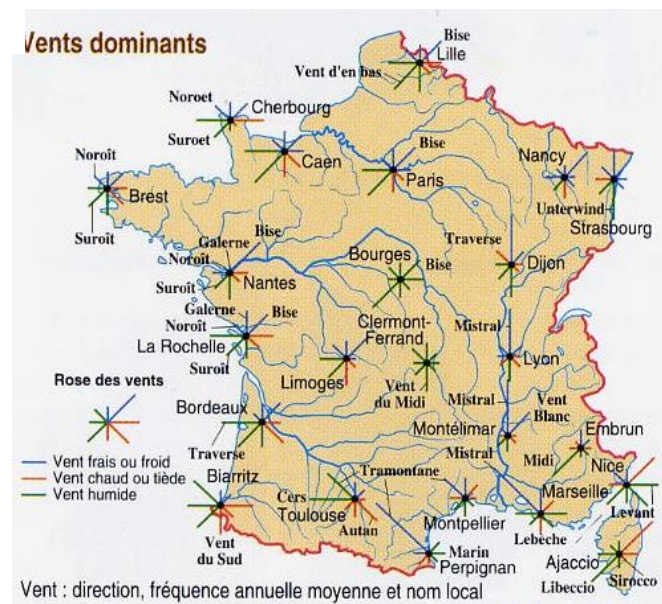 Vents dominants
Bise
Lille
Vent d'en bas
Noroet
Cherbourg
Suroet
Caen
Bise
Paris
Nancy
Unterwind
Strasbourg
Noroît
Brest
Suroît
Galerne
Bise
Noroît
Nantes
Suroît
Bourges
Bise
Traverse
Dijon
Galerne
Bise
Noroît
La Rochelle
Suroît
Clermont-
Ferrand
Mistral
Lyon
Limoges
Vent
du Midi
Rose des vents
Vent frais ou froid
Vent chaud ou tiède
Vent humide
Bordeaux
Traverse
Mistral
Vent
Blanc
Montélimar
Embrun
Mistral
Midi
Nice
Biarritz
Vent
du Sud
Cers
Toulouse
Autan
Tramontane
Montpellier
Marseille
Levant
Lebèche
Marin
Perpignan
Ajaccio
Libeccio
Sirocco
Vent : direction, fréquence annuelle moyenne et nom local